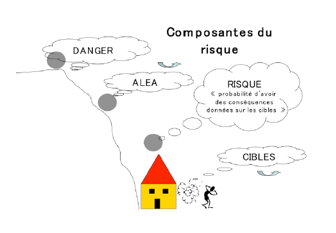 Composantes du
risque
DANGER
ALEA
RISQUE
« probabilité d'avoir
des conséquences
données sur les cibles »
CIBLES